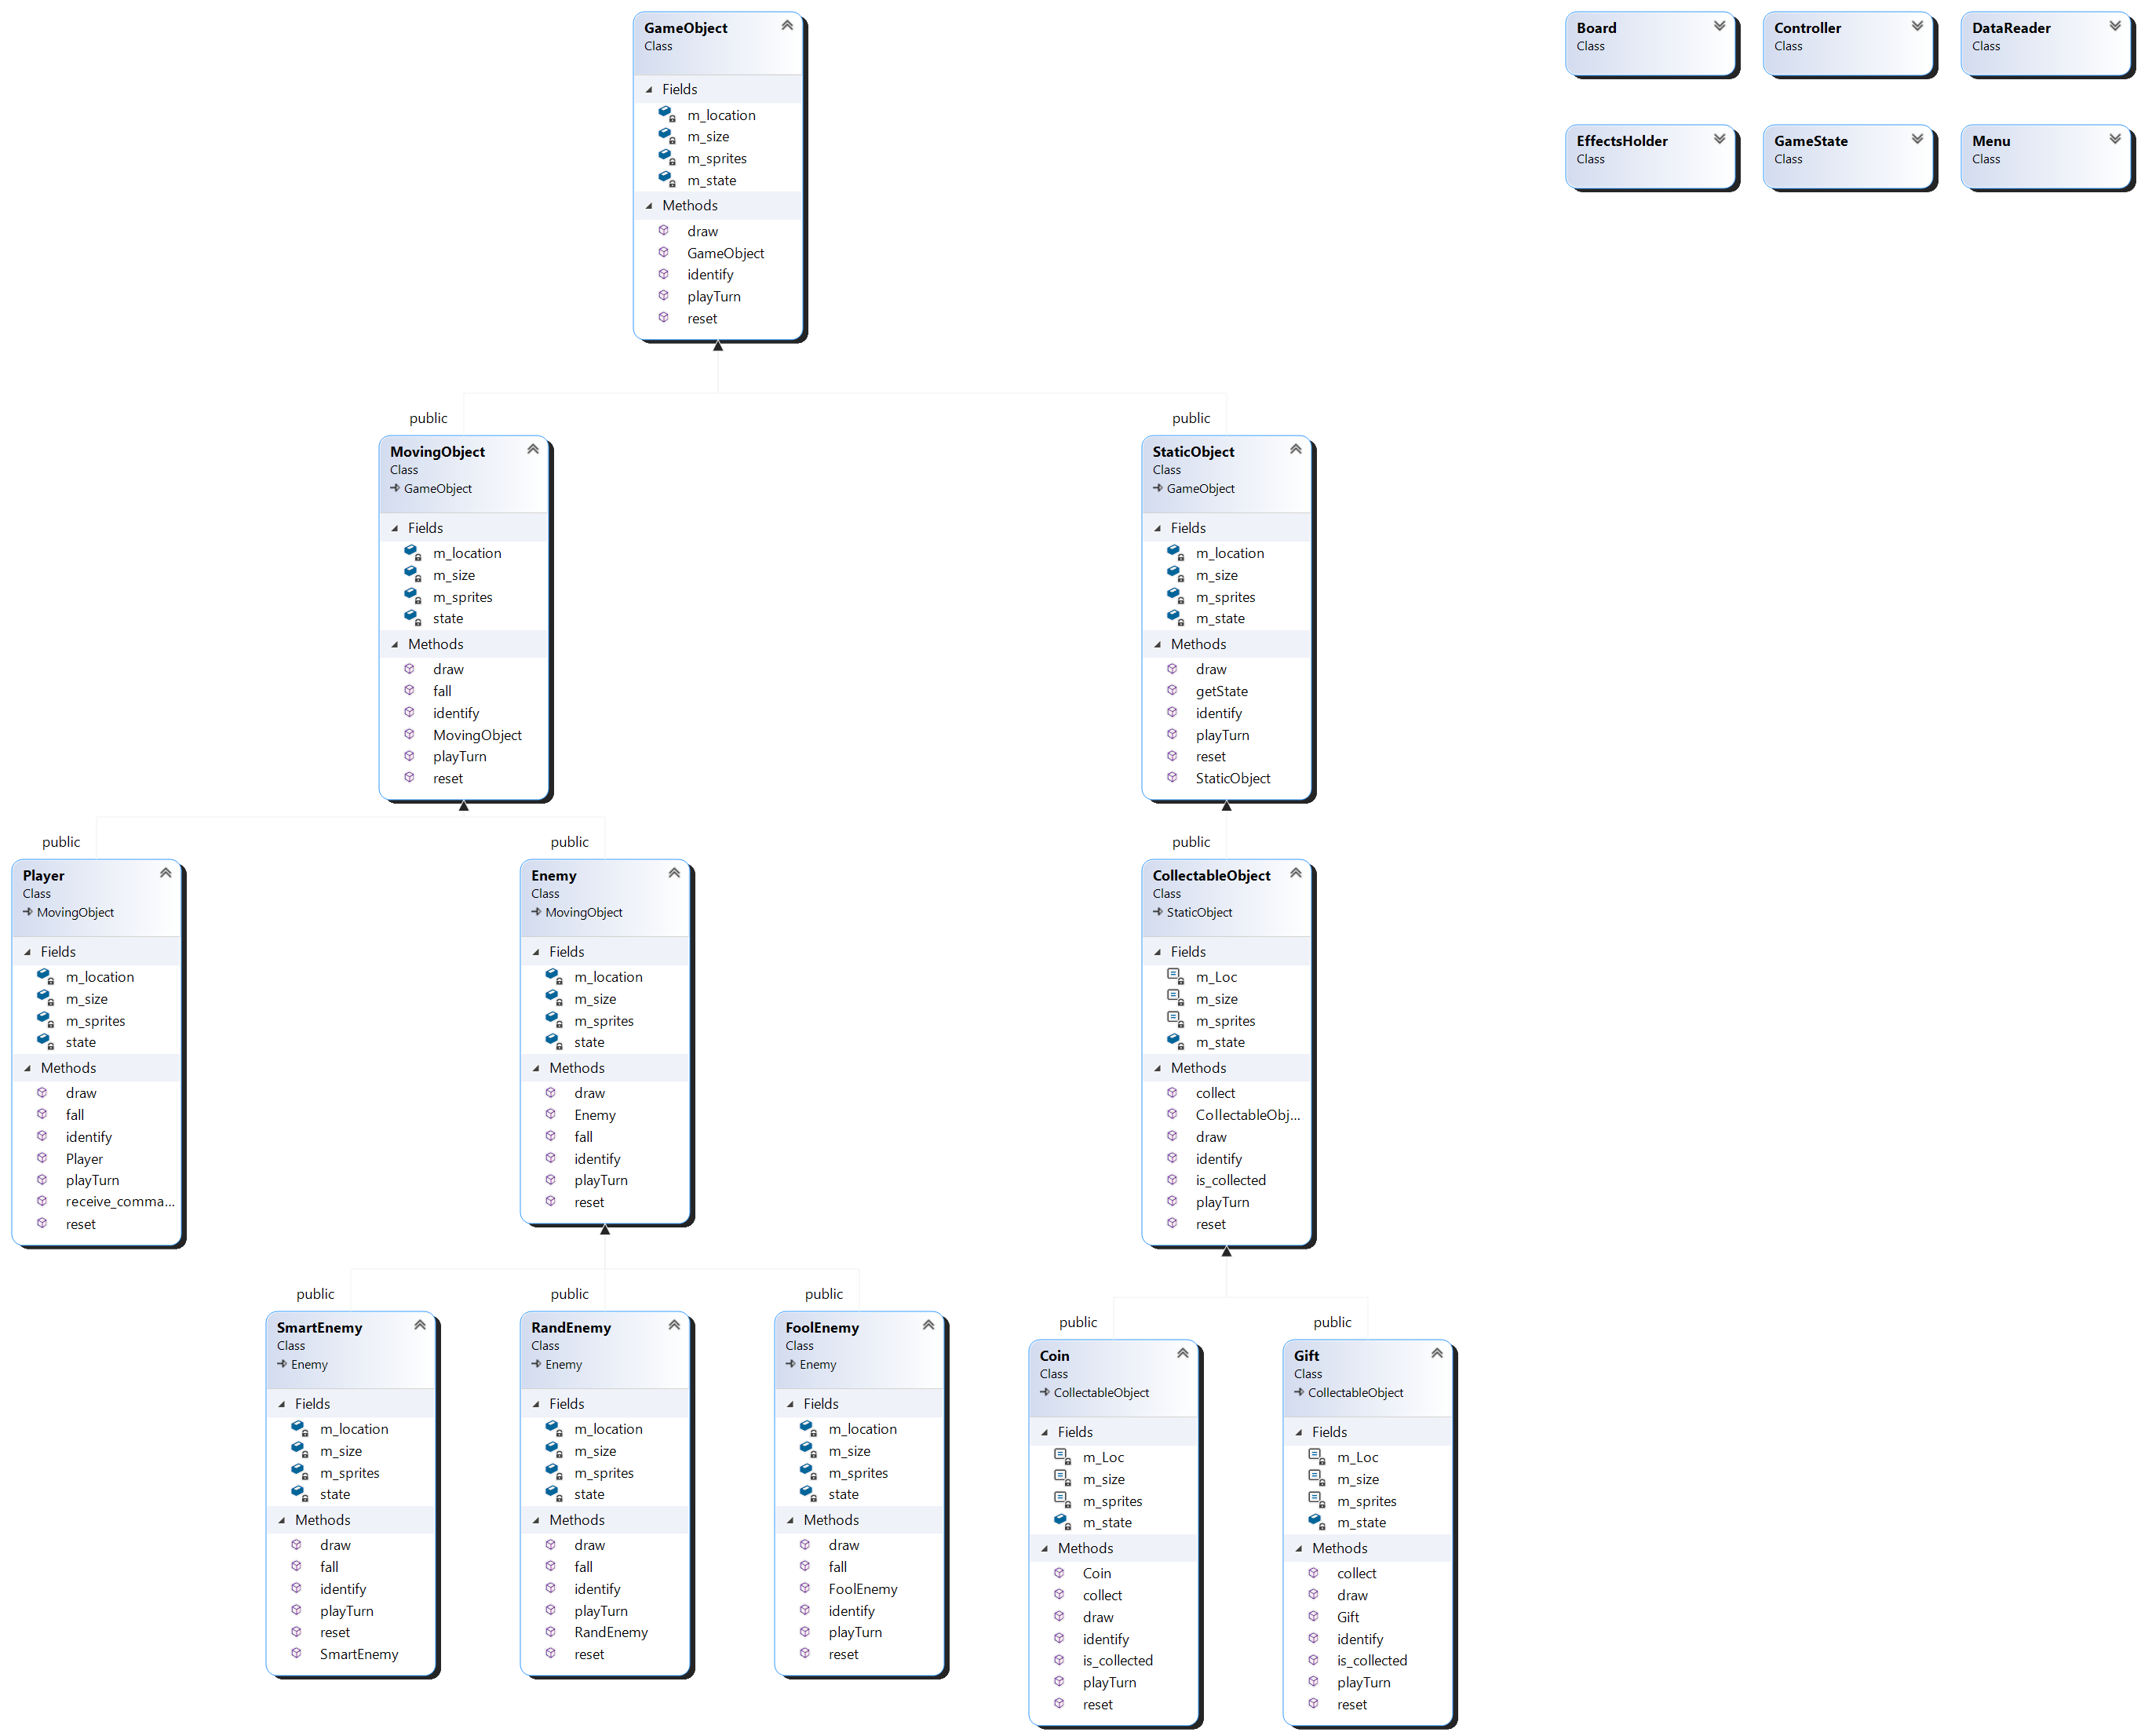 GameObject
Class
Fields
m_location
m_size
m_sprites
m_state
Methods
draw
GameObject
identify
playTurn
reset
Board
Class
Controller
Class
DataReader
Class
EffectsHolder
Class
GameState
Class
Menu
Class
public
MovingObject
Class
GameObject
Fields
m_location
m_size
m_sprites
state
Methods
draw
fall
identify
MovingObject
playTurn
reset
public
StaticObject
Class
GameObject
Fields
m_location
m_size
m_sprites
m_state
Methods
draw
getState
identify
playTurn
reset
StaticObject
public
Player
Class
MovingObject
Fields
m_location
m_size
m_sprites
state
Methods
draw
fall
identify
Player
playTurn
receive_comma...
reset
public
Enemy
Class
MovingObject
Fields
m_location
m_size
m_sprites
state
Methods
draw
Enemy
fall
identify
playTurn
reset
public
CollectableObject
Class
StaticObject
Fields
m_Loc
m_size
m_sprites
m_state
Methods
collect
CollectableObj...
draw
identify
is_collected
playTurn
reset
public
SmartEnemy
Class
Enemy
Fields
m_location
m_size
m_sprites
state
Methods
draw
fall
identify
playTurn
reset
SmartEnemy
public
RandEnemy
Class
Enemy
Fields
m_location
m_size
m_sprites
state
Methods
draw
fall
identify
playTurn
RandEnemy
reset
public
FoolEnemy
Class
Enemy
Fields
m_location
m_size
m_sprites
state
Methods
draw
fall
FoolEnemy
identify
playTurn
reset
public
Coin
Class
CollectableObject
Fields
m_Loc
m_size
m_sprites
m_state
Methods
Coin
collect
draw
identify
is_collected
playTurn
reset
public
Gift
Class
CollectableObject
Fields
m_Loc
m_size
m_sprites
m_state
Methods
collect
draw
Gift
identify
is_collected
playTurn
reset